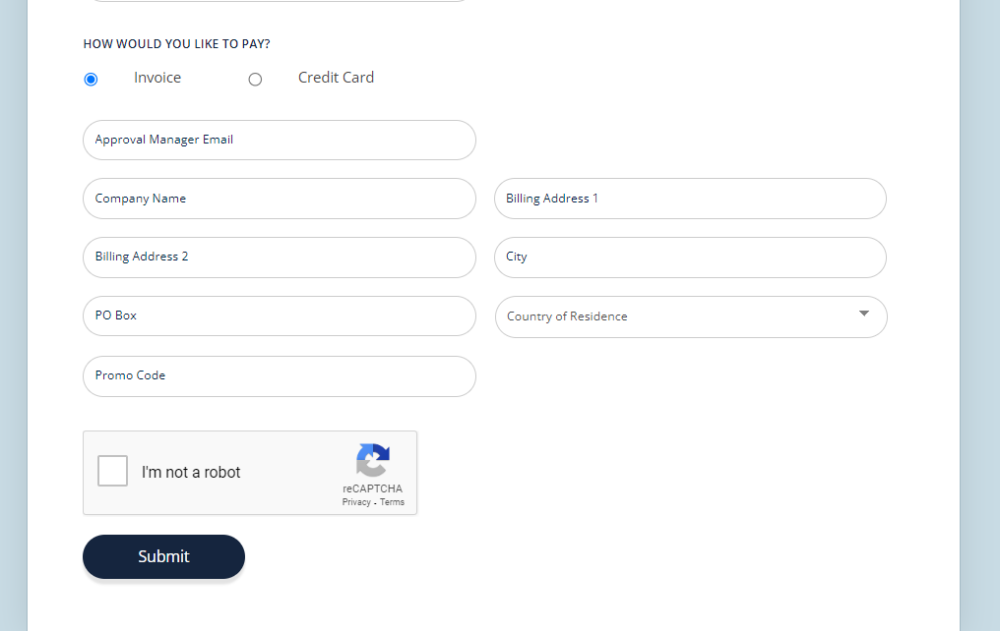 HOW WOULD YOU LIKE TO PAY?
Invoice Credit Card
Approval Manager Email
Company Name Billing Address 1
Billing Address 2 City
PO Box Country of Residence
Promo Code
I'm not a robot
reCAPTCHA
Privacy - Terms
Submit